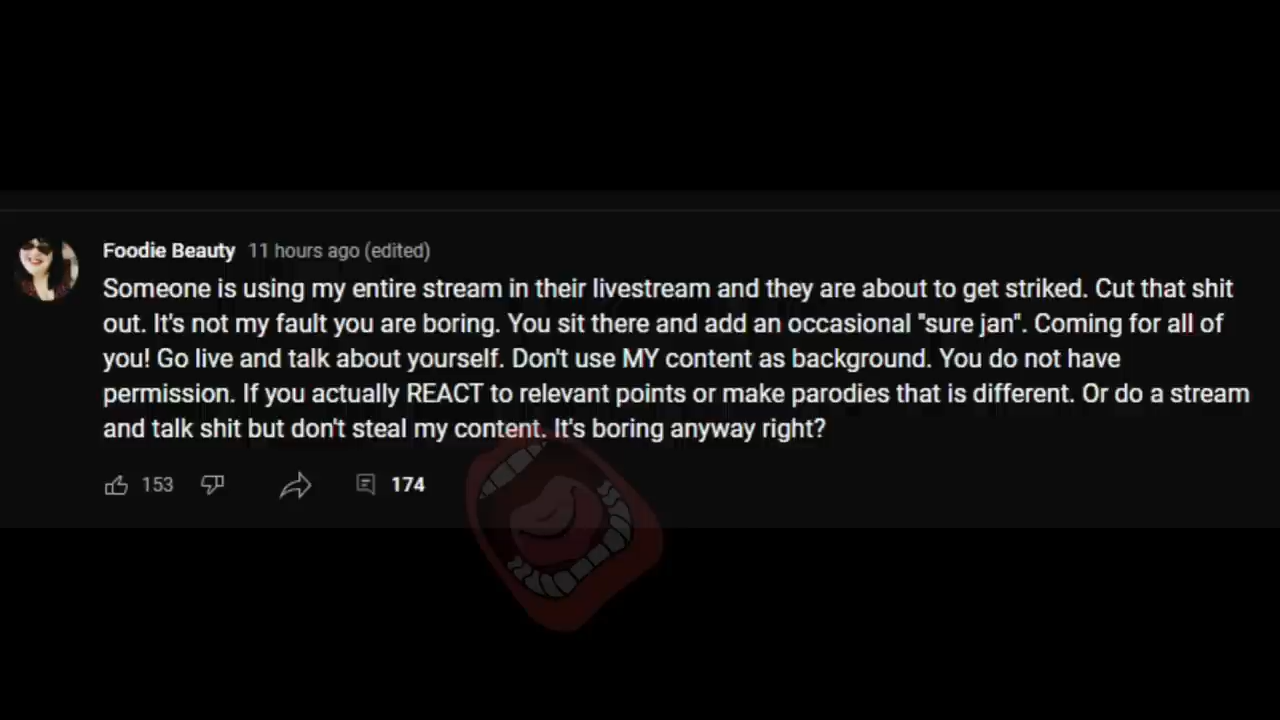 Foodie Beauty 11 hours ago (edited)
Someone is using my entire stream in their livestream and they are about to get striked. Cut that shit
out. It's not my fault you are boring. You sit there and add an occasional "sure jan". Coming for all of
you! Go live and talk about yourself. Don't use MY content as background. You do not have
permission. If you actually REACT to relevant points or make parodies that is different. Or do a stream
and talk shit but don't steal my content. It's boring anyway right?
153 174